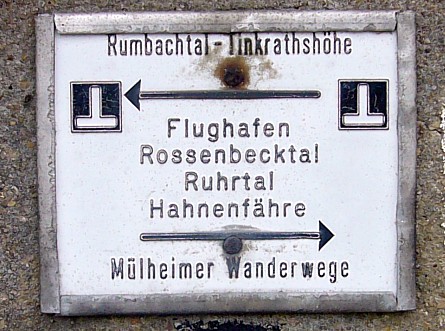 Rumbachtal-Tinkrathshöhe
Flughafen
Rossenbecktal
Ruhrtal
Hahnenfähre
Mülheimer Wanderwege